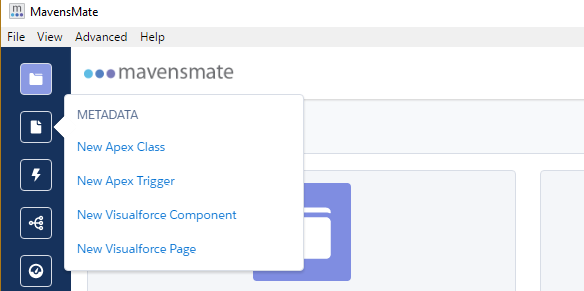 MavensMate
File View Advanced Help
mavensmate
METADATA
New Apex Class
New Apex Trigger
New Visualforce Component
New Visualforce Page